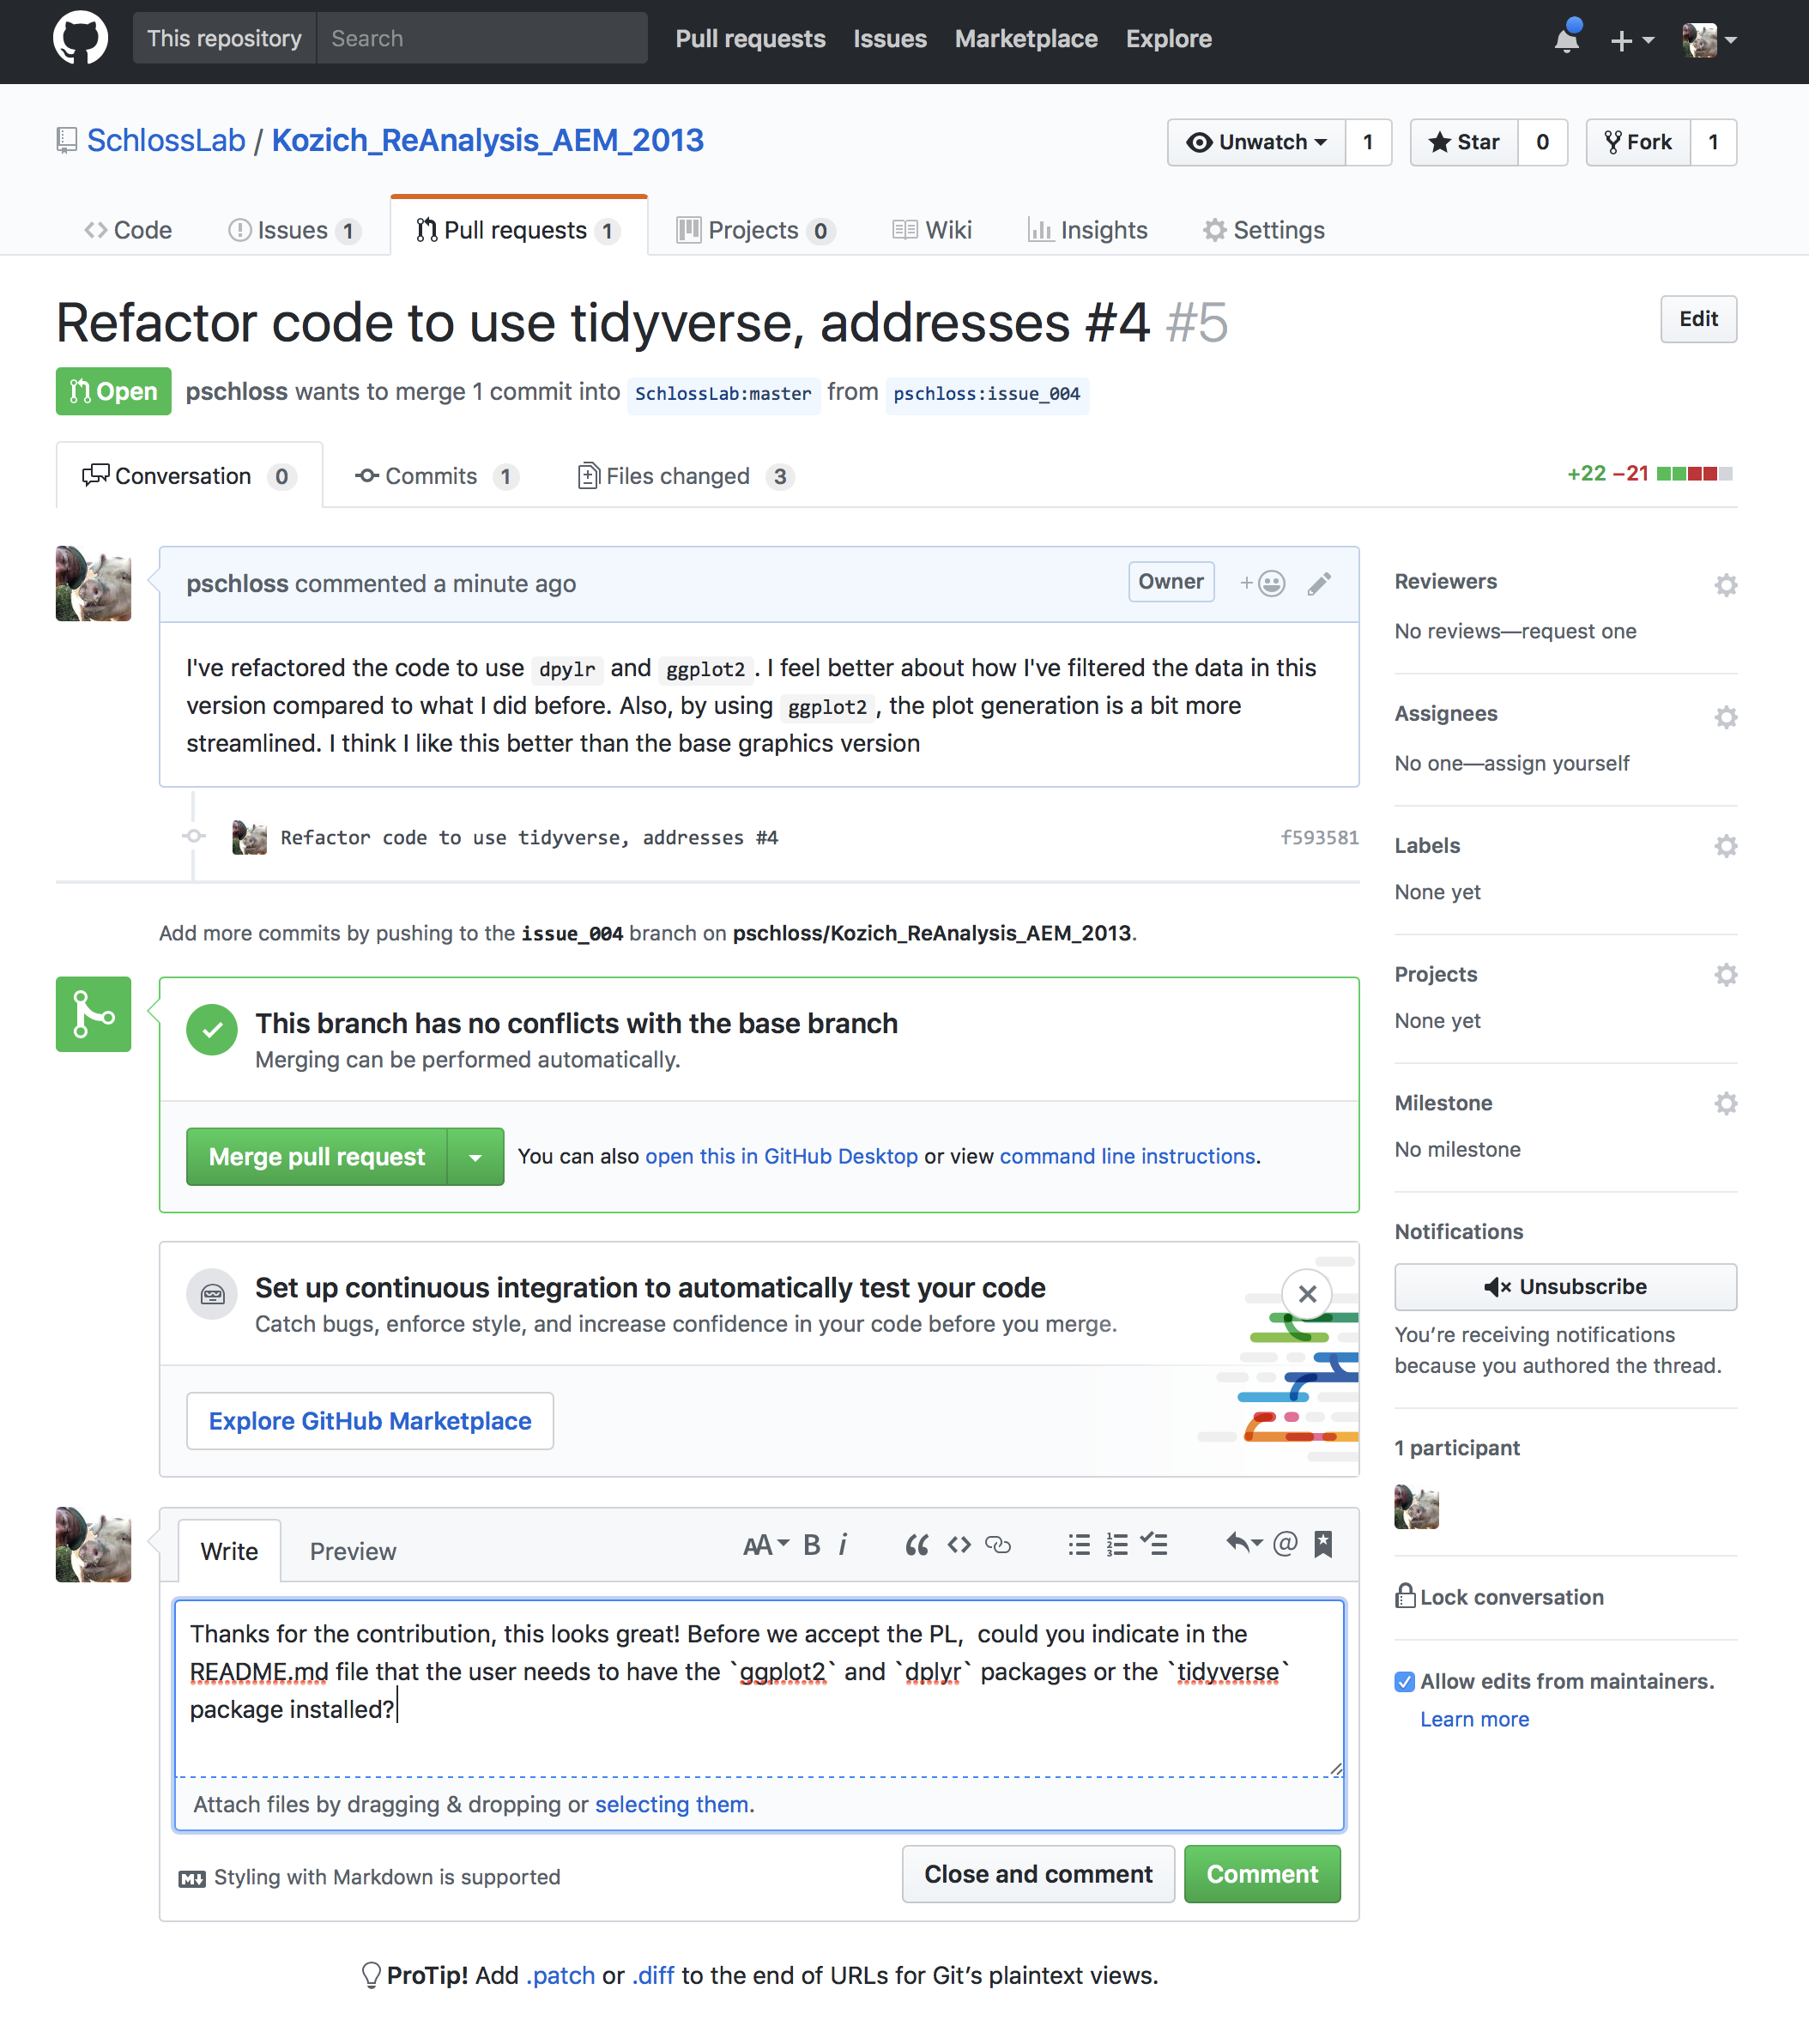 This repository Search Pull requests Issues Marketplace Explore
SchlossLab / Kozich_ReAnalysis_AEM_2013
Unwatch 1 Star 0 Fork 1
Code Issues 1 Pull requests 1 Projects 0 Wiki Insights Settings
Refactor code to use tidyverse, addresses #4 #5
Edit
Open pschloss wants to merge 1 commit into SchlossLab:master from pschloss:issue_004
Conversation 0 Commits 1 Files changed 3
+22 −21
pschloss commented a minute ago
Owner
I've refactored the code to use dpylr and ggplot2. I feel better about how I've filtered the data in this
version compared to what I did before. Also, by using ggplot2, the plot generation is a bit more
streamlined. I think I like this better than the base graphics version
Refactor code to use tidyverse, addresses #4 f593581
Add more commits by pushing to the issue_004 branch on pschloss/Kozich_ReAnalysis_AEM_2013.
This branch has no conflicts with the base branch
Merging can be performed automatically.
Merge pull request You can also open this in GitHub Desktop or view command line instructions.
Set up continuous integration to automatically test your code
Catch bugs, enforce style, and increase confidence in your code before you merge.
Explore GitHub Marketplace
Write Preview
AA B i
Thanks for the contribution, this looks great! Before we accept the PL,  could you indicate in the
README.md file that the user needs to have the `ggplot2` and `dplyr` packages or the `tidyverse`
package installed?
Attach files by dragging & dropping or selecting them.
Styling with Markdown is supported
Close and comment Comment
ProTip! Add .patch or .diff to the end of URLs for Git’s plaintext views.
Reviewers
No reviews—request one
Assignees
No one—assign yourself
Labels
None yet
Projects
None yet
Milestone
No milestone
Notifications
Unsubscribe
You’re receiving notifications
because you authored the thread.
1 participant
Lock conversation
Allow edits from maintainers.
Learn more